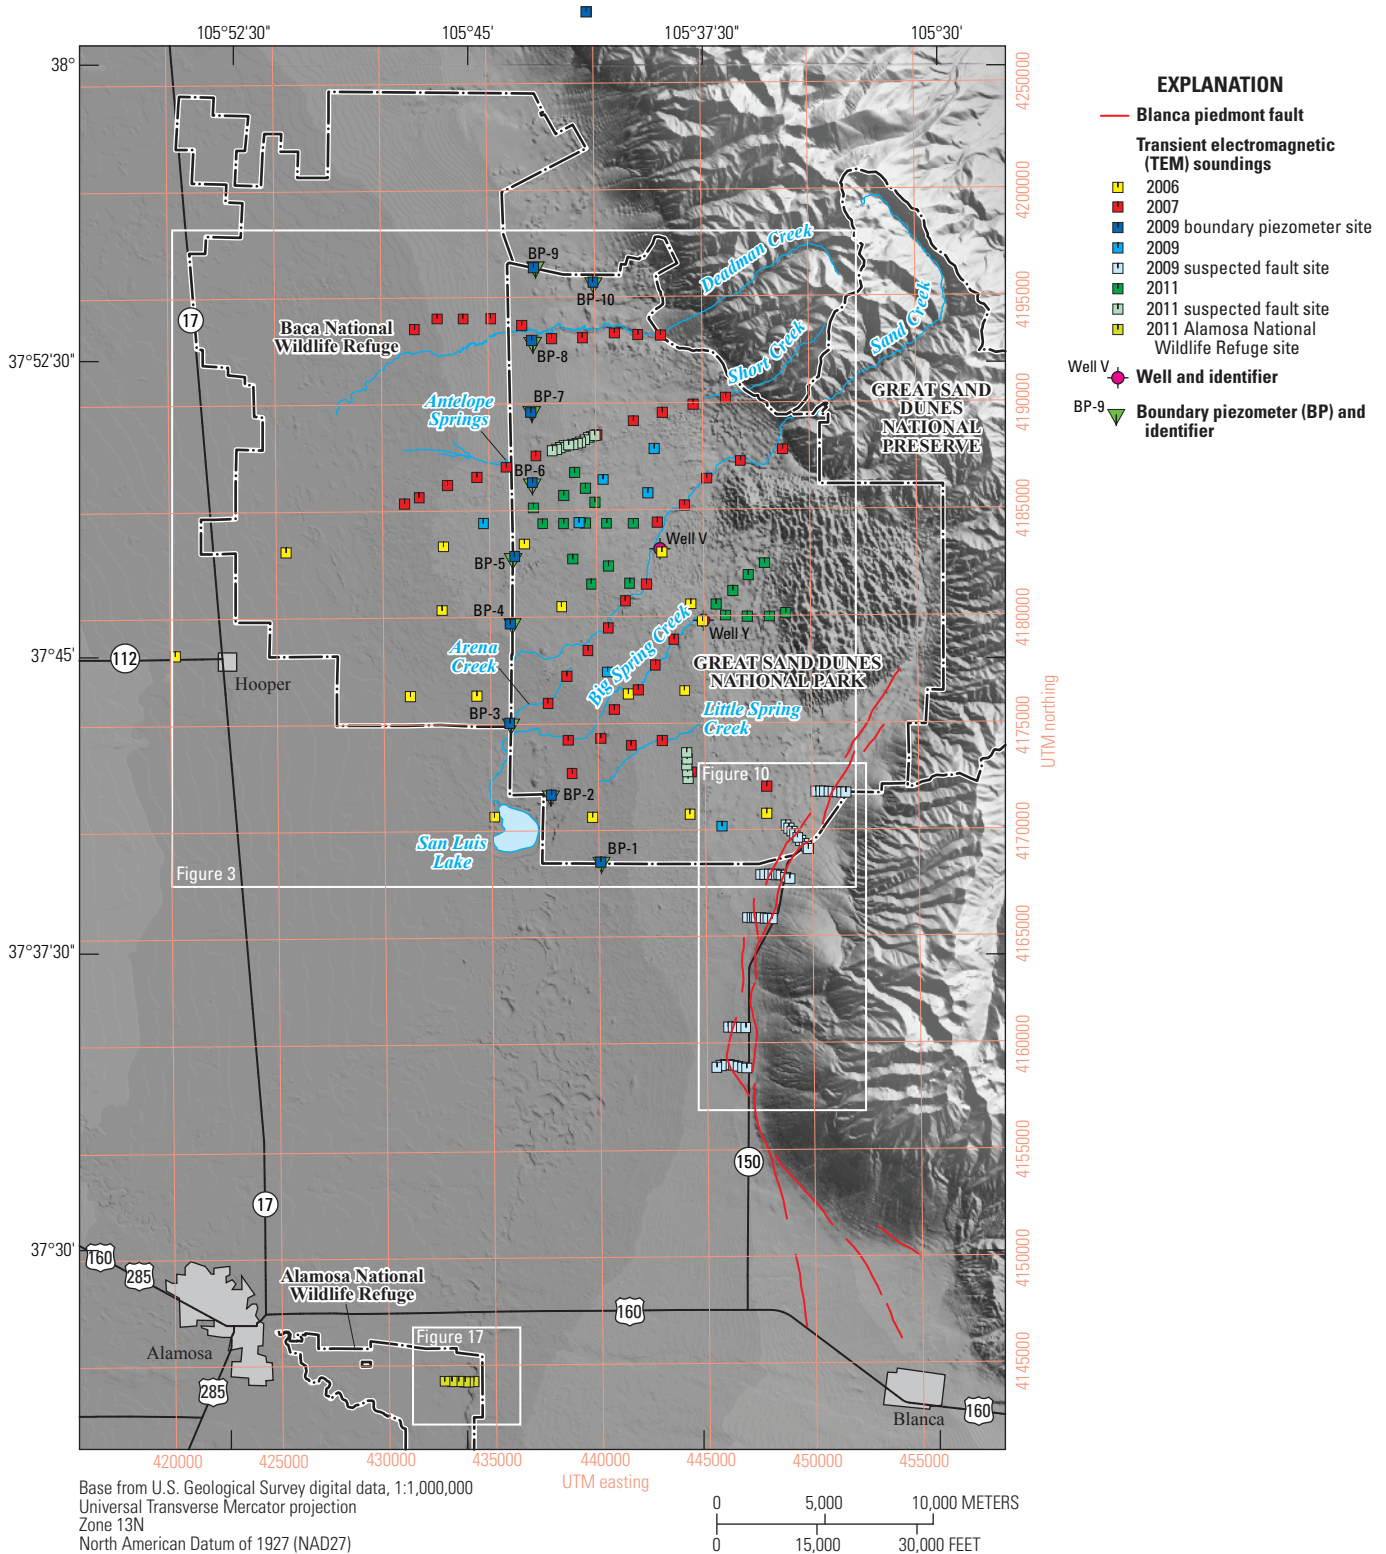 105°52'30"
105°45'
105°37'30"
105°30'
38°
37°52'30"
37°45'
37°37'30"
37°30'
4250000
4200000
4195000
4190000
4185000
4180000
4175000
4170000
4165000
4160000
4155000
4150000
4145000
UTM northing
420000
425000
430000
435000
440000
445000
450000
455000
UTM easting
17
Baca National
Wildlife Refuge
BP-9
BP-10
BP-8
BP-7
BP-6
BP-5
BP-4
BP-3
BP-2
BP-1
Deadman Creek
Sand Creek
Short Creek
GREAT SAND
DUNES
NATIONAL
PRESERVE
Antelope
Springs
Well V
Well Y
Arena
Creek
Big Spring Creek
GREAT SAND DUNES
NATIONAL PARK
Little Spring
Creek
112
Hooper
San Luis
Lake
Figure 3
Figure 10
150
17
160
285
Alamosa National
Wildlife Refuge
160
Figure 17
Alamosa
285
Blanca
160
EXPLANATION
Blanca piedmont fault
Transient electromagnetic
(TEM) soundings
2006
2007
2009 boundary piezometer site
2009
2009 suspected fault site
2011
2011 suspected fault site
2011 Alamosa National
Wildlife Refuge site
Well V
Well and identifier
BP-9
Boundary piezometer (BP) and
identifier
Base from U.S. Geological Survey digital data, 1:1,000,000
Universal Transverse Mercator projection
Zone 13N
North American Datum of 1927 (NAD27)
0 5,000 10,000 METERS
0 15,000 30,000 FEET